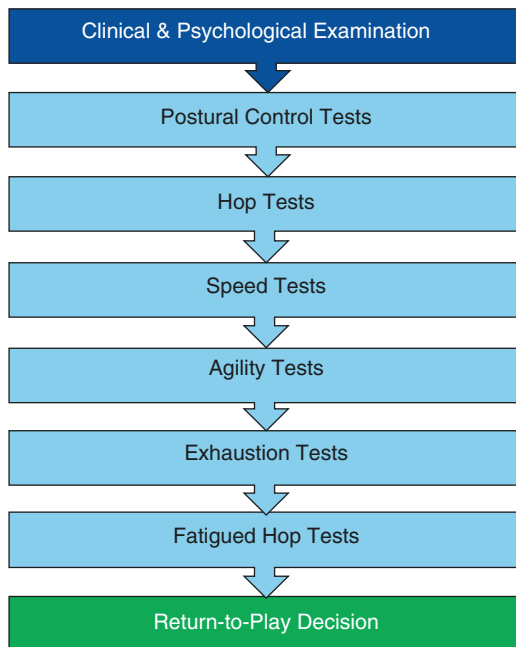 Clinical & Psychological Examination
Postural Control Tests
Hop Tests
Speed Tests
Agility Tests
Exhaustion Tests
Fatigued Hop Tests
Return-to-Play Decision